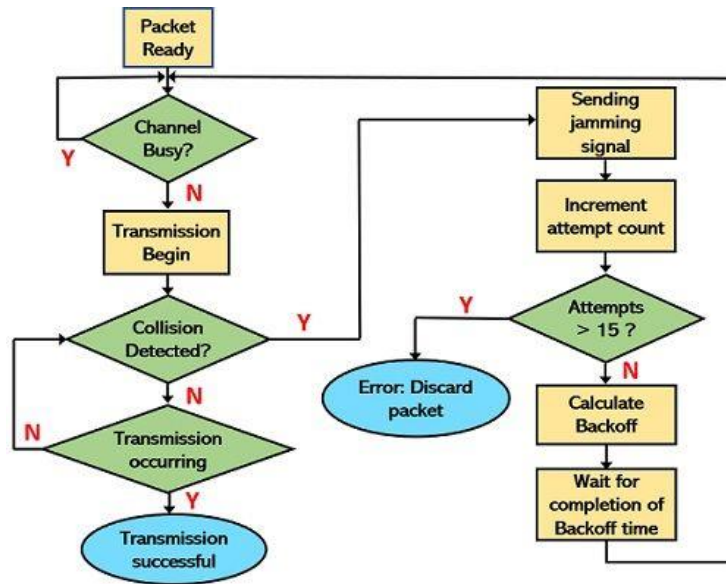 Packet
Ready
Channel
Busy?
Y
N
Transmission
Begin
Collision
Detected?
Y
N
Transmission
occurring
N
Y
Transmission
successful
Sending
jamming
signal
Increment
attempt count
Attempts
> 15 ?
Y
N
Error: Discard
packet
Calculate
Backoff
Wait for
completion of
Backoff time